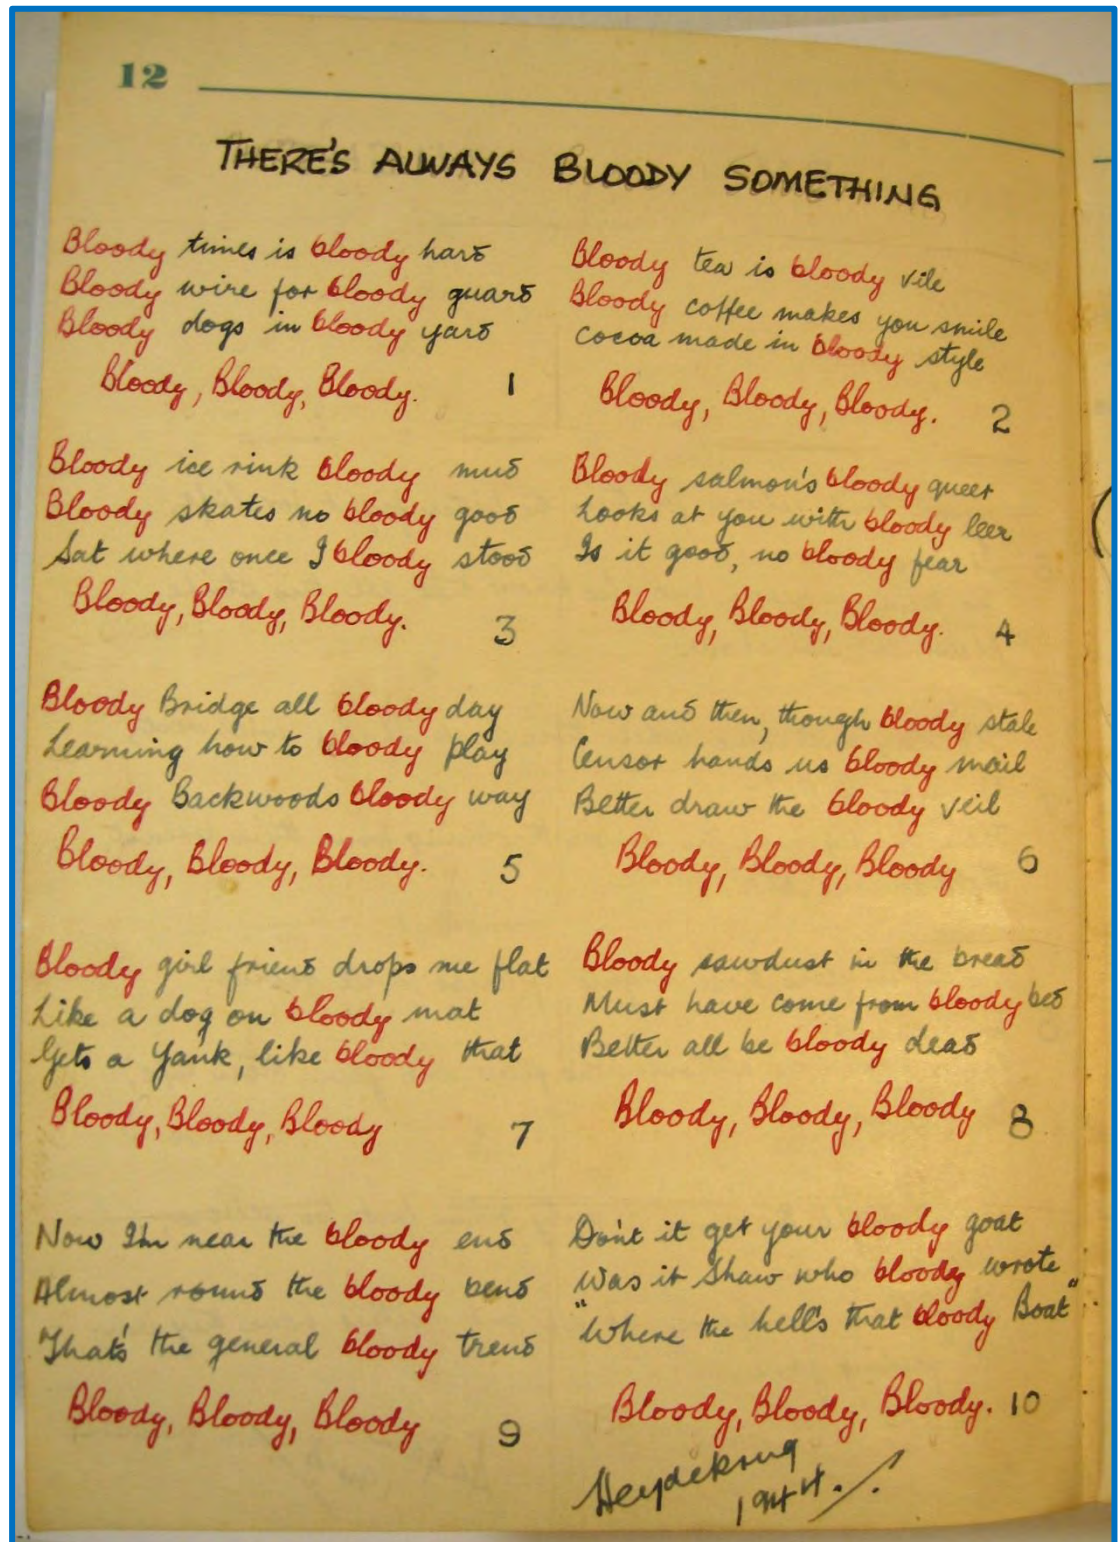 12
THERE'S ALWAYS BLOODY SOMETHING
Bloody times is bloody hard
Bloody wire for bloody guard
Bloody dogs in bloody yard
Bloody, Bloody, Bloody.
1
Bloody tea is bloody vile
Bloody coffee makes you smile
Cocoa made in bloody style
Bloody, Bloody, Bloody.
2
Bloody ice rink bloody mud
Bloody skates no bloody good
Sat where once I bloody stood
Bloody, Bloody, Bloody.
3
Bloody salmon's bloody queer
Looks at you with bloody leer
Is it good, no bloody fear
Bloody, Bloody, Bloody.
4
Bloody Bridge all bloody day
Learning how to bloody play
Bloody Backwoods bloody way
Bloody, Bloody, Bloody.
5
Now and then, though bloody stale
Censor hands us bloody mail
Better draw the bloody veil
Bloody, Bloody, Bloody
6
Bloody girl friend drops me flat
Like a dog on bloody mat
Gets a Yank, like bloody that
Bloody, Bloody, Bloody
7
Bloody sawdust in the bread
Must have come from bloody bed
Better all be bloody dead
Bloody, Bloody, Bloody
8
Now I'm near the bloody end
Almost round the bloody bend
That's the general bloody trend
Bloody, Bloody, Bloody
9
Don't it get your bloody goat
Was it Shaw who bloody wrote
"Where the hell's that bloody Boat"
Bloody, Bloody, Bloody.
10
Heydekrug
1944.